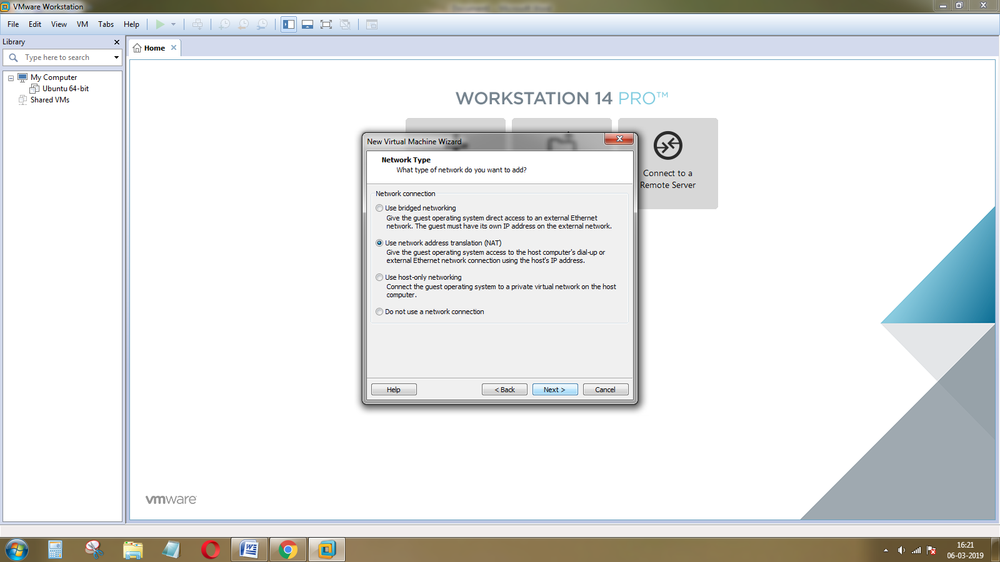 VMware Workstation
File Edit View VM Tabs Help
Library
Type here to search
My Computer
Ubuntu 64-bit
Shared VMs
Home
WORKSTATION 14 PRO™
Connect to a
Remote Server
New Virtual Machine Wizard
Network Type
What type of network do you want to add?
Network connection
Use bridged networking
Give the guest operating system direct access to an external Ethernet
network. The guest must have its own IP address on the external network.
Use network address translation (NAT)
Give the guest operating system access to the host computer's dial-up or
external Ethernet network connection using the host's IP address.
Use host-only networking
Connect the guest operating system to a private virtual network on the host
computer.
Do not use a network connection
Help < Back Next > Cancel
vmware
16:21
06-03-2019